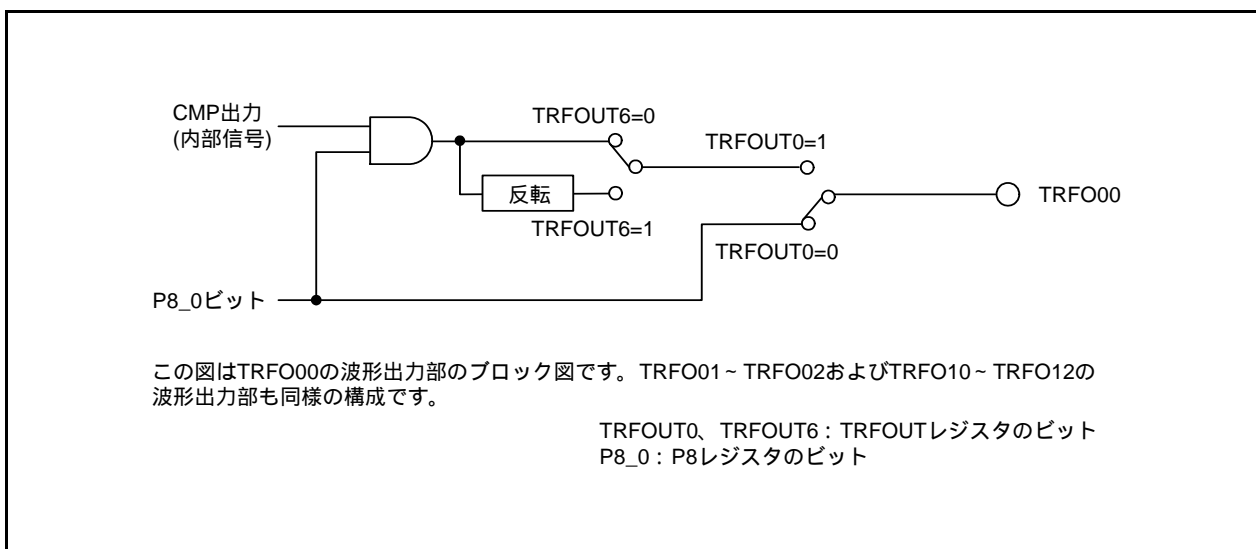 CMP出力
(内部信号)
TRFOUT6=0
TRFOUT0=1
反転
TRFOUT6=1
TRFO00
TRFOUT0=0
P8_0ビット
この図はTRFO00の波形出力部のブロック図です。TRFO01~TRFO02およびTRFO10~TRFO12の
波形出力部も同様の構成です。
TRFOUT0、TRFOUT6:TRFOUTレジスタのビット
P8_0:P8レジスタのビット